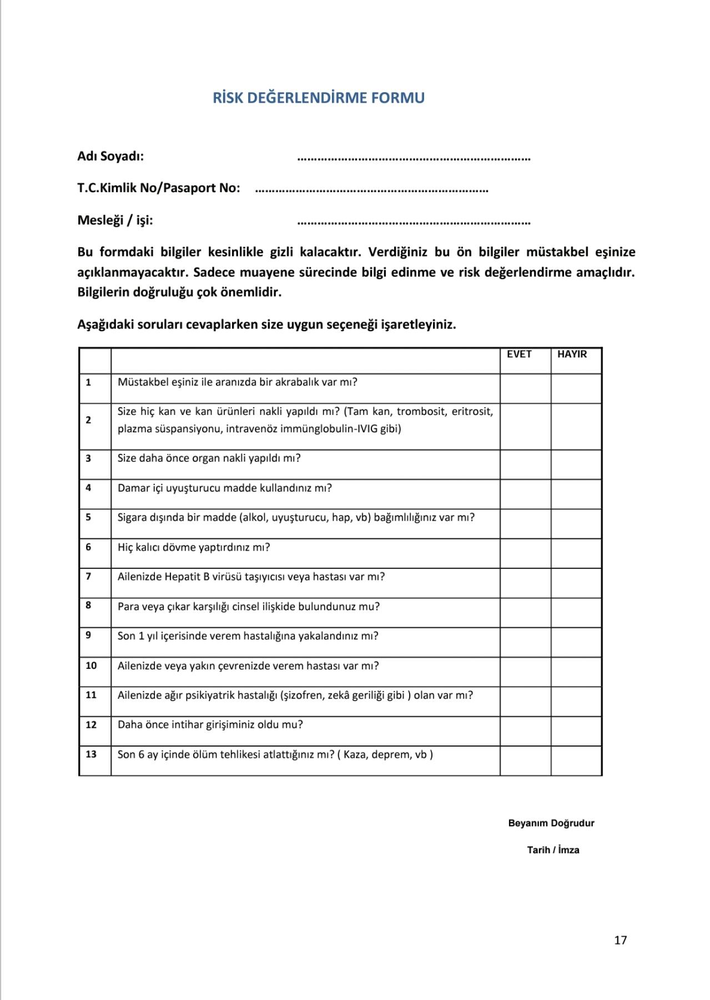 RİSK DEĞERLENDİRME FORMU
Adı Soyadı: ……………………………………………………………
T.C.Kimlik No/Pasaport No: ……………………………………………………………
Mesleği / işi: ……………………………………………………………
Bu formdaki bilgiler kesinlikle gizli kalacaktır. Verdiğiniz bu ön bilgiler müstakbel eşinize
açıklanmayacaktır. Sadece muayene sürecinde bilgi edinme ve risk değerlendirme amaçlıdır.
Bilgilerin doğruluğu çok önemlidir.
Aşağıdaki soruları cevaplarken size uygun seçeneği işaretleyiniz.
EVET HAYIR
1 Müstakbel eşiniz ile aranızda bir akrabalık var mı?
2 Size hiç kan ve kan ürünleri nakli yapıldı mı? (Tam kan, trombosit, eritrosit,
plazma süspansiyonu, intravenöz immünglobulin-IVIG gibi)
3 Size daha önce organ nakli yapıldı mı?
4 Damar içi uyuşturucu madde kullandınız mı?
5 Sigara dışında bir madde (alkol, uyuşturucu, hap, vb) bağımlılığınız var mı?
6 Hiç kalıcı dövme yaptırdınız mı?
7 Ailenizde Hepatit B virüsü taşıyıcısı veya hastası var mı?
8 Para veya çıkar karşılığı cinsel ilişkide bulundunuz mu?
9 Son 1 yıl içerisinde verem hastalığına yakalandınız mı?
10 Ailenizde veya yakın çevrenizde verem hastası var mı?
11 Ailenizde ağır psikiyatrik hastalığı (şizofren, zekâ geriliği gibi ) olan var mı?
12 Daha önce intihar girişiminiz oldu mu?
13 Son 6 ay içinde ölüm tehlikesi atlattığınız mı? ( Kaza, deprem, vb )
Beyanım Doğrudur
Tarih / İmza
17